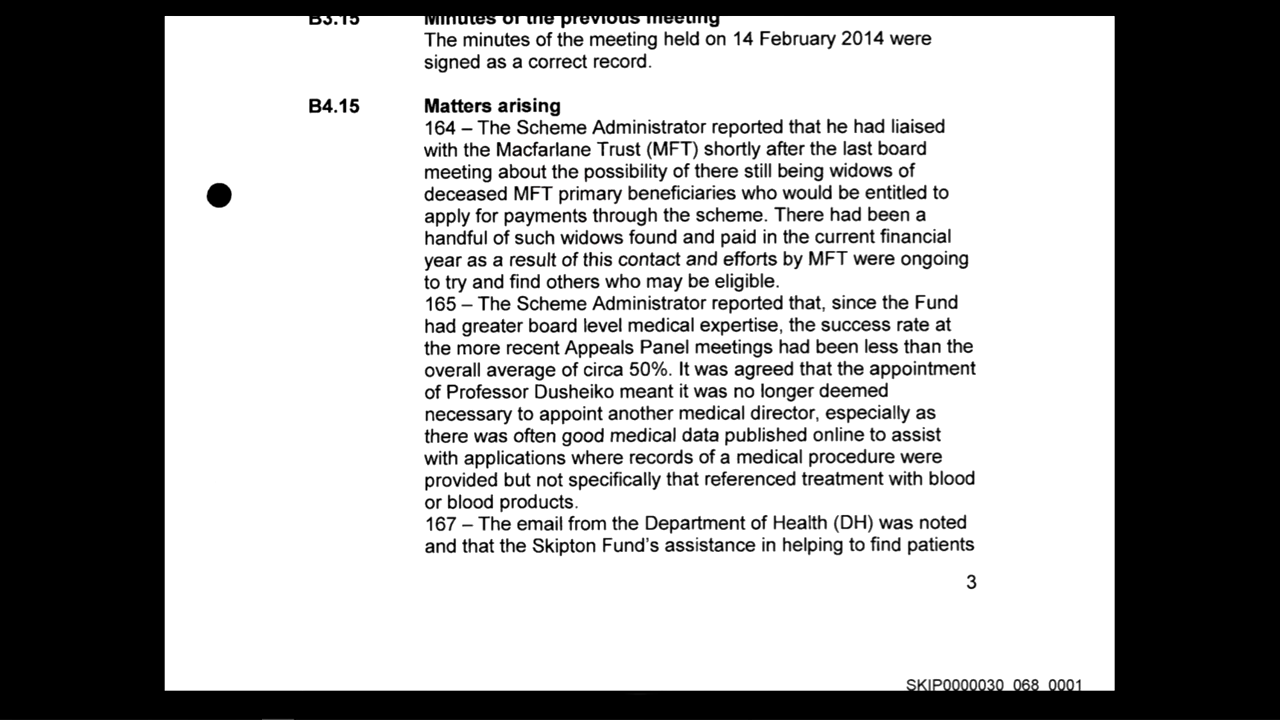 B3.15 Minutes of the previous meeting
The minutes of the meeting held on 14 February 2014 were
signed as a correct record.
B4.15 Matters arising
164 – The Scheme Administrator reported that he had liaised
with the Macfarlane Trust (MFT) shortly after the last board
meeting about the possibility of there still being widows of
deceased MFT primary beneficiaries who would be entitled to
apply for payments through the scheme. There had been a
handful of such widows found and paid in the current financial
year as a result of this contact and efforts by MFT were ongoing
to try and find others who may be eligible.
165 – The Scheme Administrator reported that, since the Fund
had greater board level medical expertise, the success rate at
the more recent Appeals Panel meetings had been less than the
overall average of circa 50%. It was agreed that the appointment
of Professor Dusheiko meant it was no longer deemed
necessary to appoint another medical director, especially as
there was often good medical data published online to assist
with applications where records of a medical procedure were
provided but not specifically that referenced treatment with blood
or blood products.
167 – The email from the Department of Health (DH) was noted
and that the Skipton Fund's assistance in helping to find patients
3
SKIP0000030_068_0001